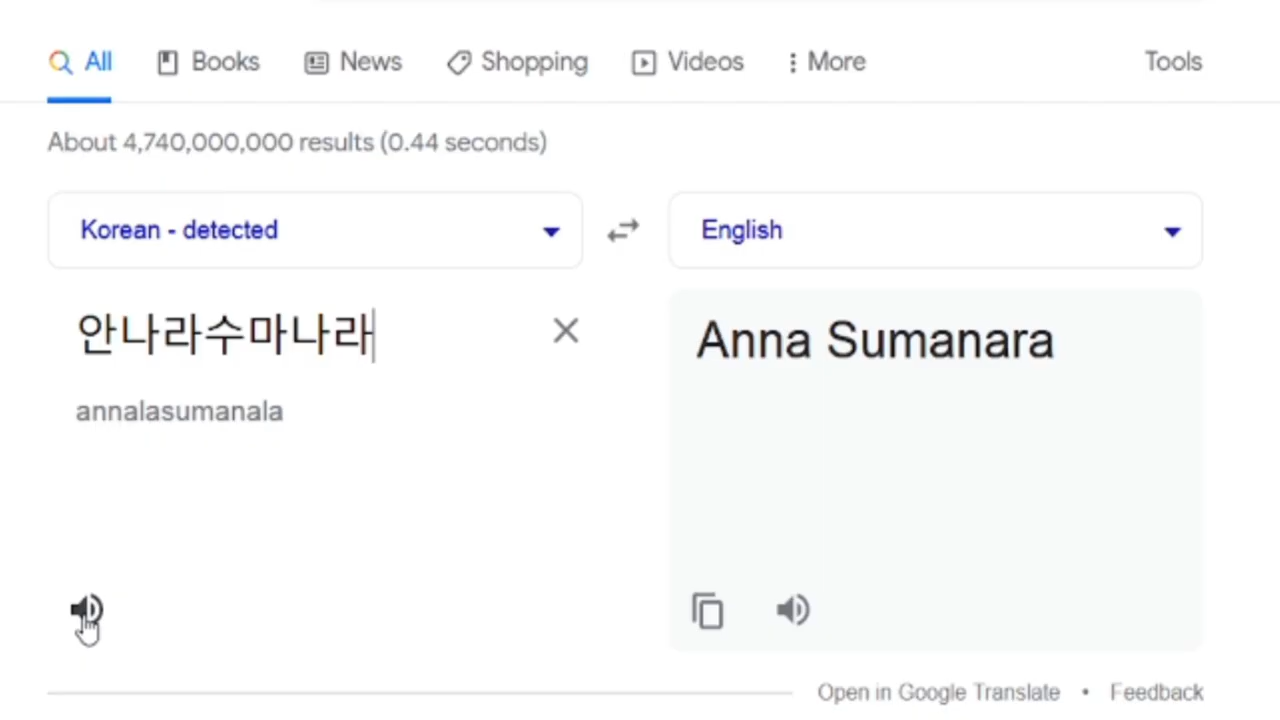 All Books News Shopping Videos More Tools
About 4,740,000,000 results (0.44 seconds)
Korean - detected English
안나라수마나라 Anna Sumanara
annalasumanala
Open in Google Translate • Feedback